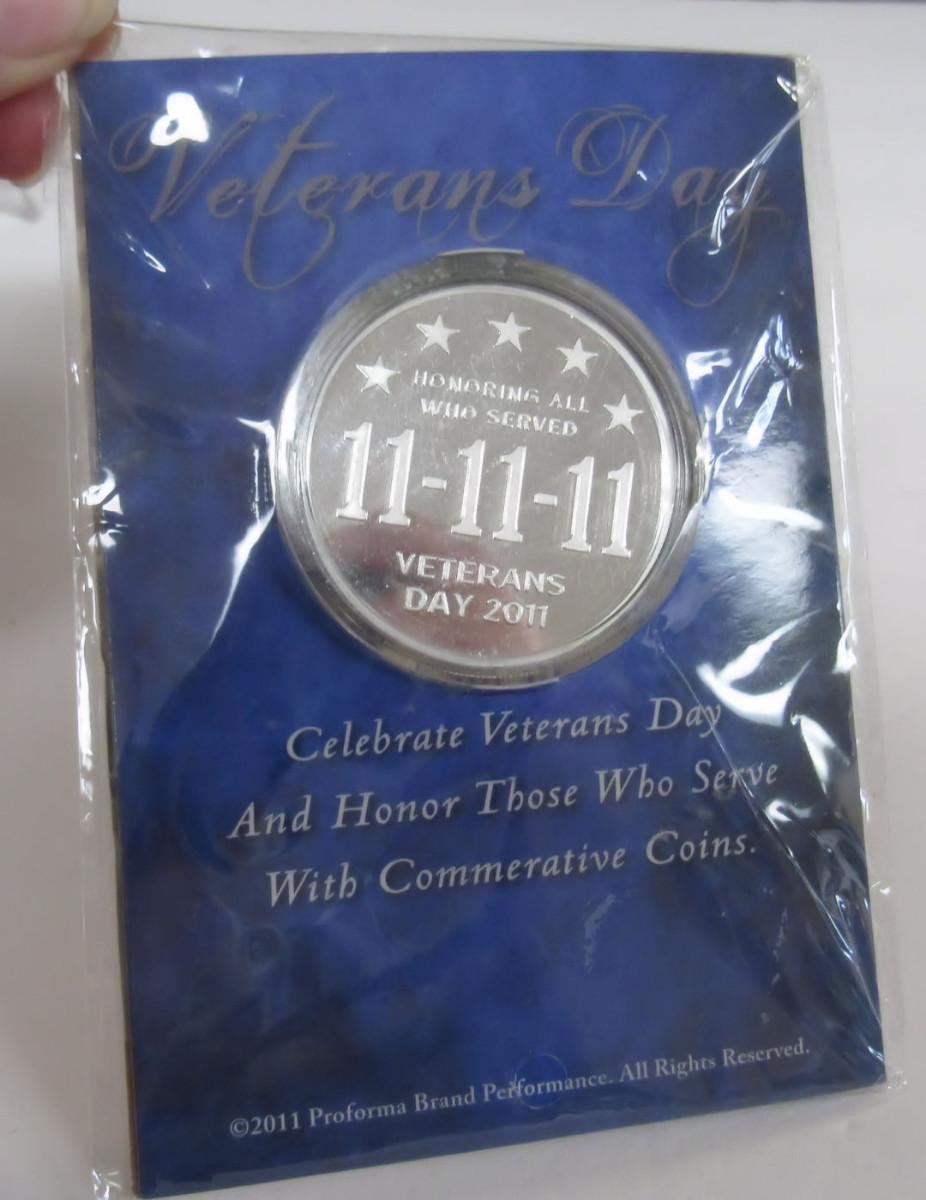 Veterans Day
HONORING ALL
WHO SERVED
11-11-11
VETERANS
DAY 2011
Celebrate Veterans Day
And Honor Those Who Serve
With Commerative Coins.
©2011 Proforma Brand Performance. All Rights Reserved.